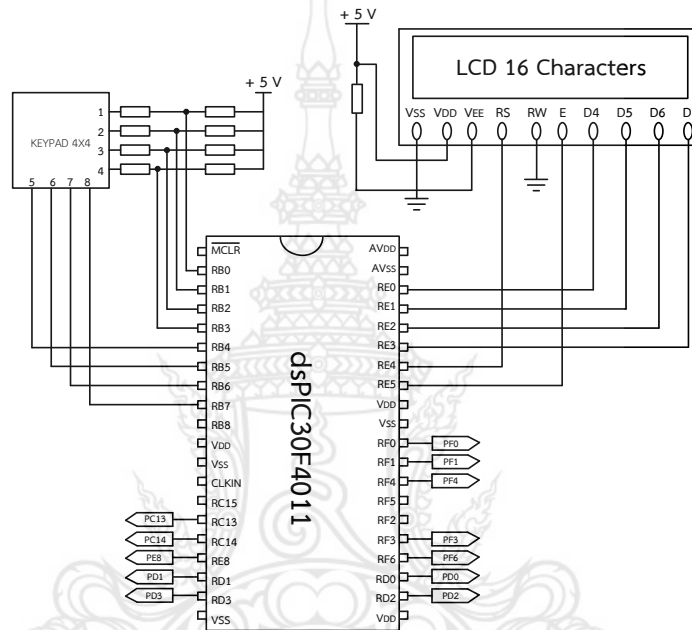 + 5 V
LCD 16 Characters
VSS VDD VEE RS RW E D4 D5 D6 D
+ 5 V
KEYPAD 4X4
1
2
3
4
5 6 7 8
MCLR
RB0
RB1
RB2
RB3
RB4
RB5
RB6
RB7
RB8
VDD
VSS
CLKIN
RC15
RC13
RC14
RE8
RD1
RD3
VSS
dsPIC30F4011
AVDD
AVSS
RE0
RE1
RE2
RE3
RE4
RE5
VDD
VSS
RF0
RF1
RF4
RF5
RF2
RF3
RF6
RD0
RD2
VDD
PC13
PC14
PE8
PD1
PD3
PF0
PF1
PF4
PF3
PF6
PD0
PD2